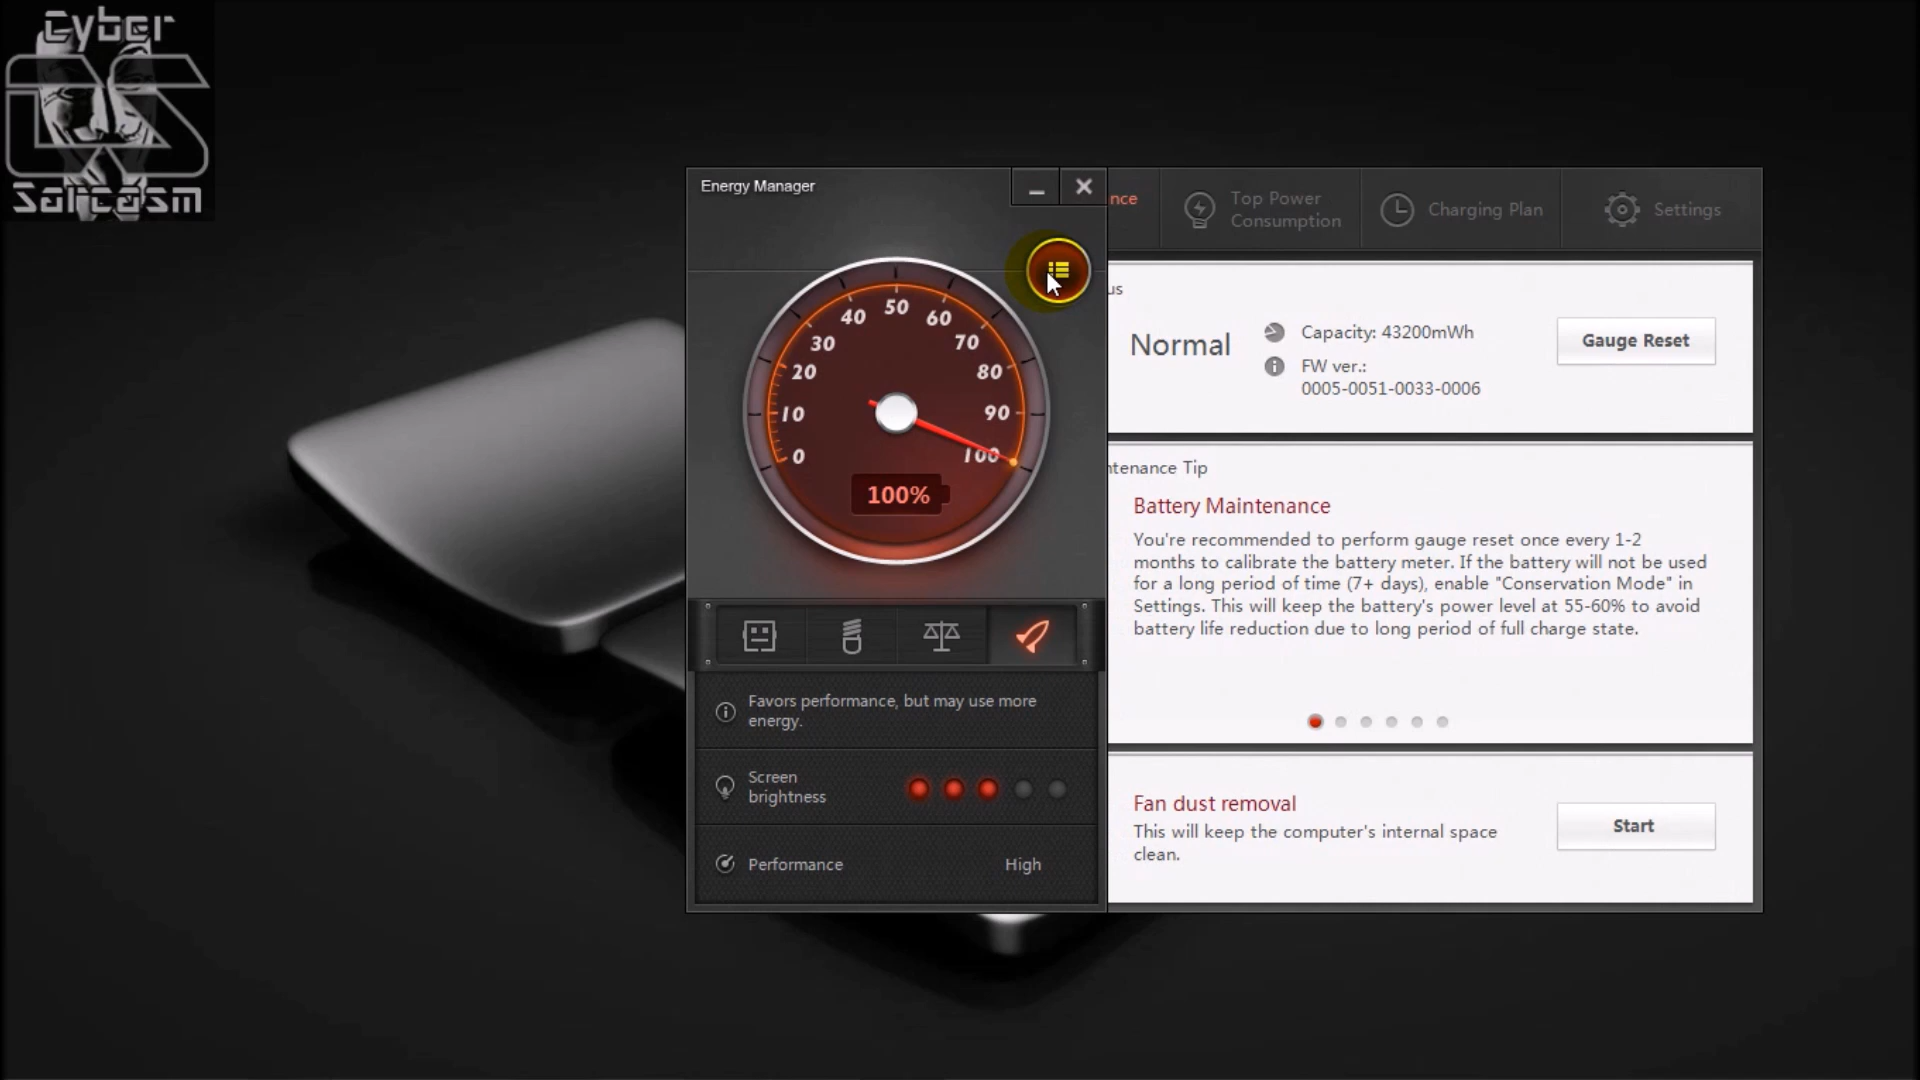 Cyber
CS
Sarcasm
Energy Manager
0
10
20
30
40
50
60
70
80
90
100
100%
Favors performance, but may use more
energy.
Screen
brightness
Performance High
nce
Top Power
Consumption
Charging Plan
Settings
us
Normal
Capacity: 43200mWh
FW ver.:
0005-0051-0033-0006
Gauge Reset
ntenance Tip
Battery Maintenance
You're recommended to perform gauge reset once every 1-2
months to calibrate the battery meter. If the battery will not be used
for a long period of time (7+ days), enable "Conservation Mode" in
Settings. This will keep the battery's power level at 55-60% to avoid
battery life reduction due to long period of full charge state.
Fan dust removal
This will keep the computer's internal space
clean.
Start